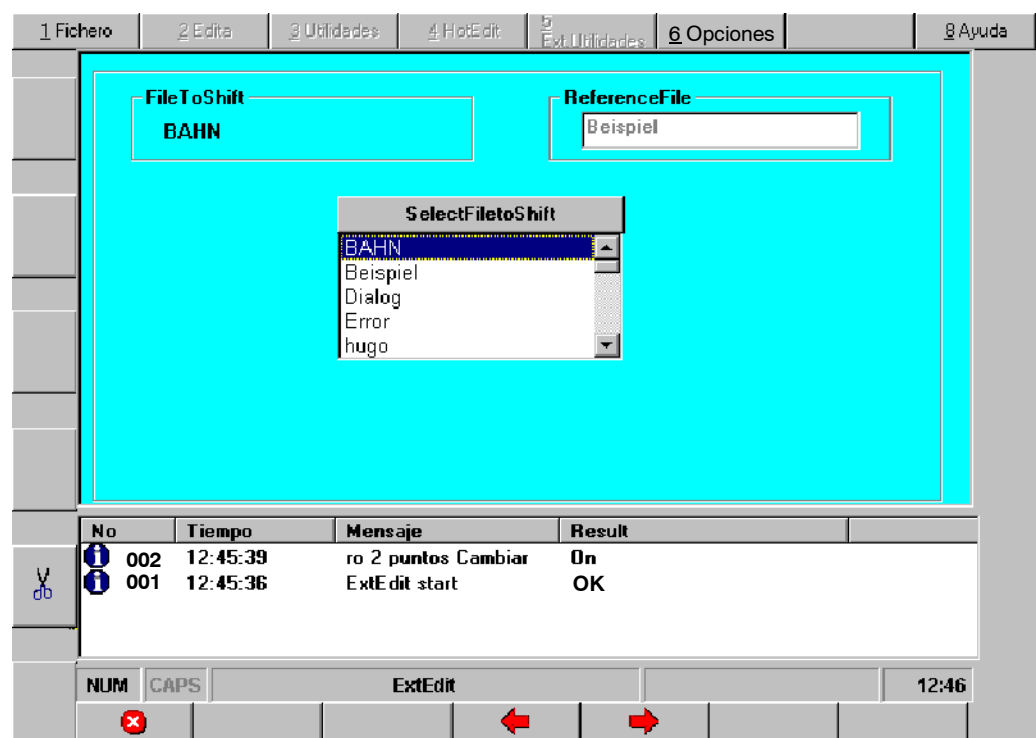 1 Fichero 2 Edita 3 Utilidades 4 HotEdit 5 Ext. Utilidades 6 Opciones 8 Ayuda
FileToShift ReferenceFile
BAHN Beispiel
SelectFiletoShift
BAHN
Beispiel
Dialog
Error
hugo
No Tiempo Mensaje Result
002 12:45:39 ro 2 puntos Cambiar On
001 12:45:36 ExtEdit start OK
NUM CAPS ExtEdit 12:46